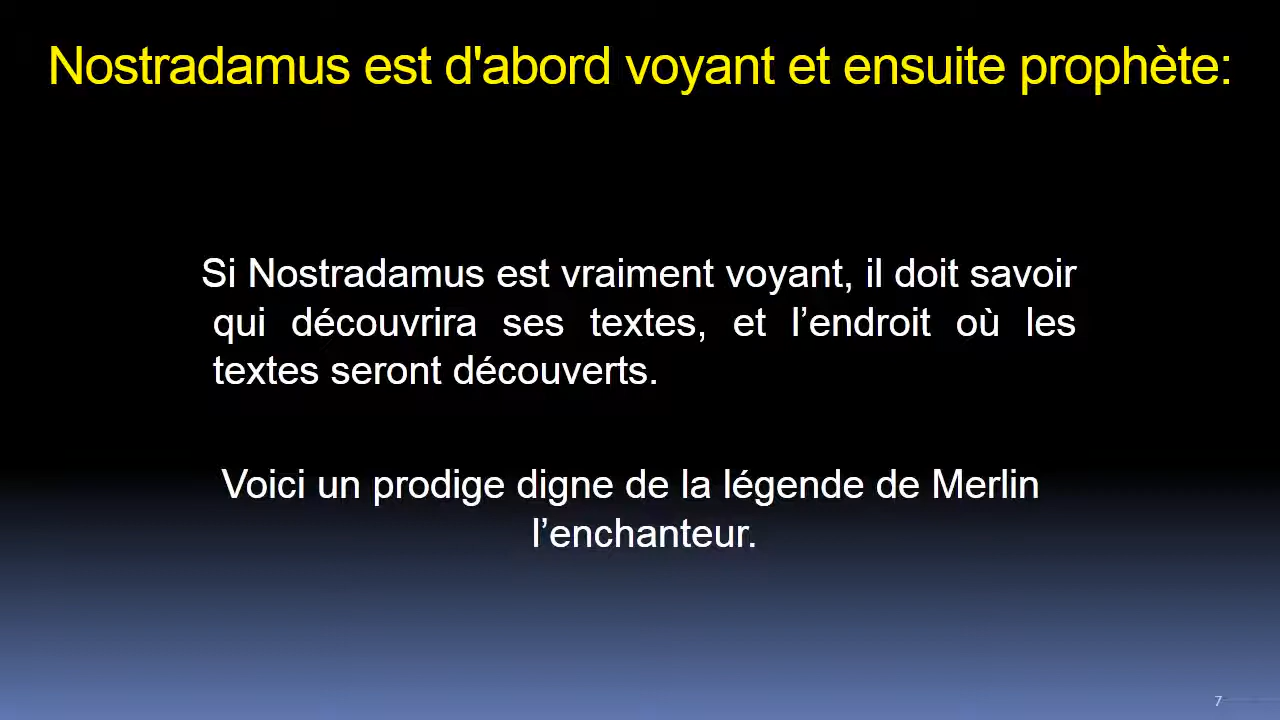 Nostradamus est d'abord voyant et ensuite prophète:
Si Nostradamus est vraiment voyant, il doit savoir
qui découvrira ses textes, et l’endroit où les
textes seront découverts.
Voici un prodige digne de la légende de Merlin
l’enchanteur.
7